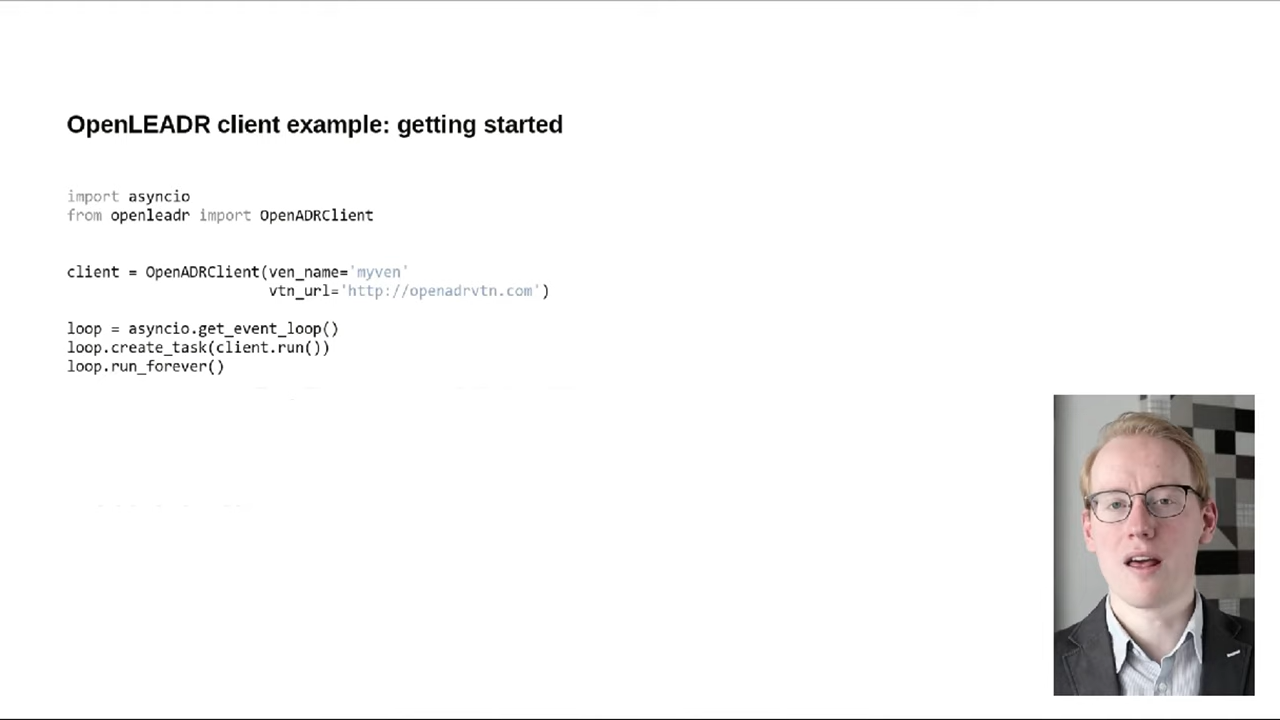 OpenLEADR client example: getting started
import asyncio
from openleadr import OpenADRClient
client = OpenADRClient(ven_name='myven'
vtn_url='http://openadrvtn.com')
loop = asyncio.get_event_loop()
loop.create_task(client.run())
loop.run_forever()